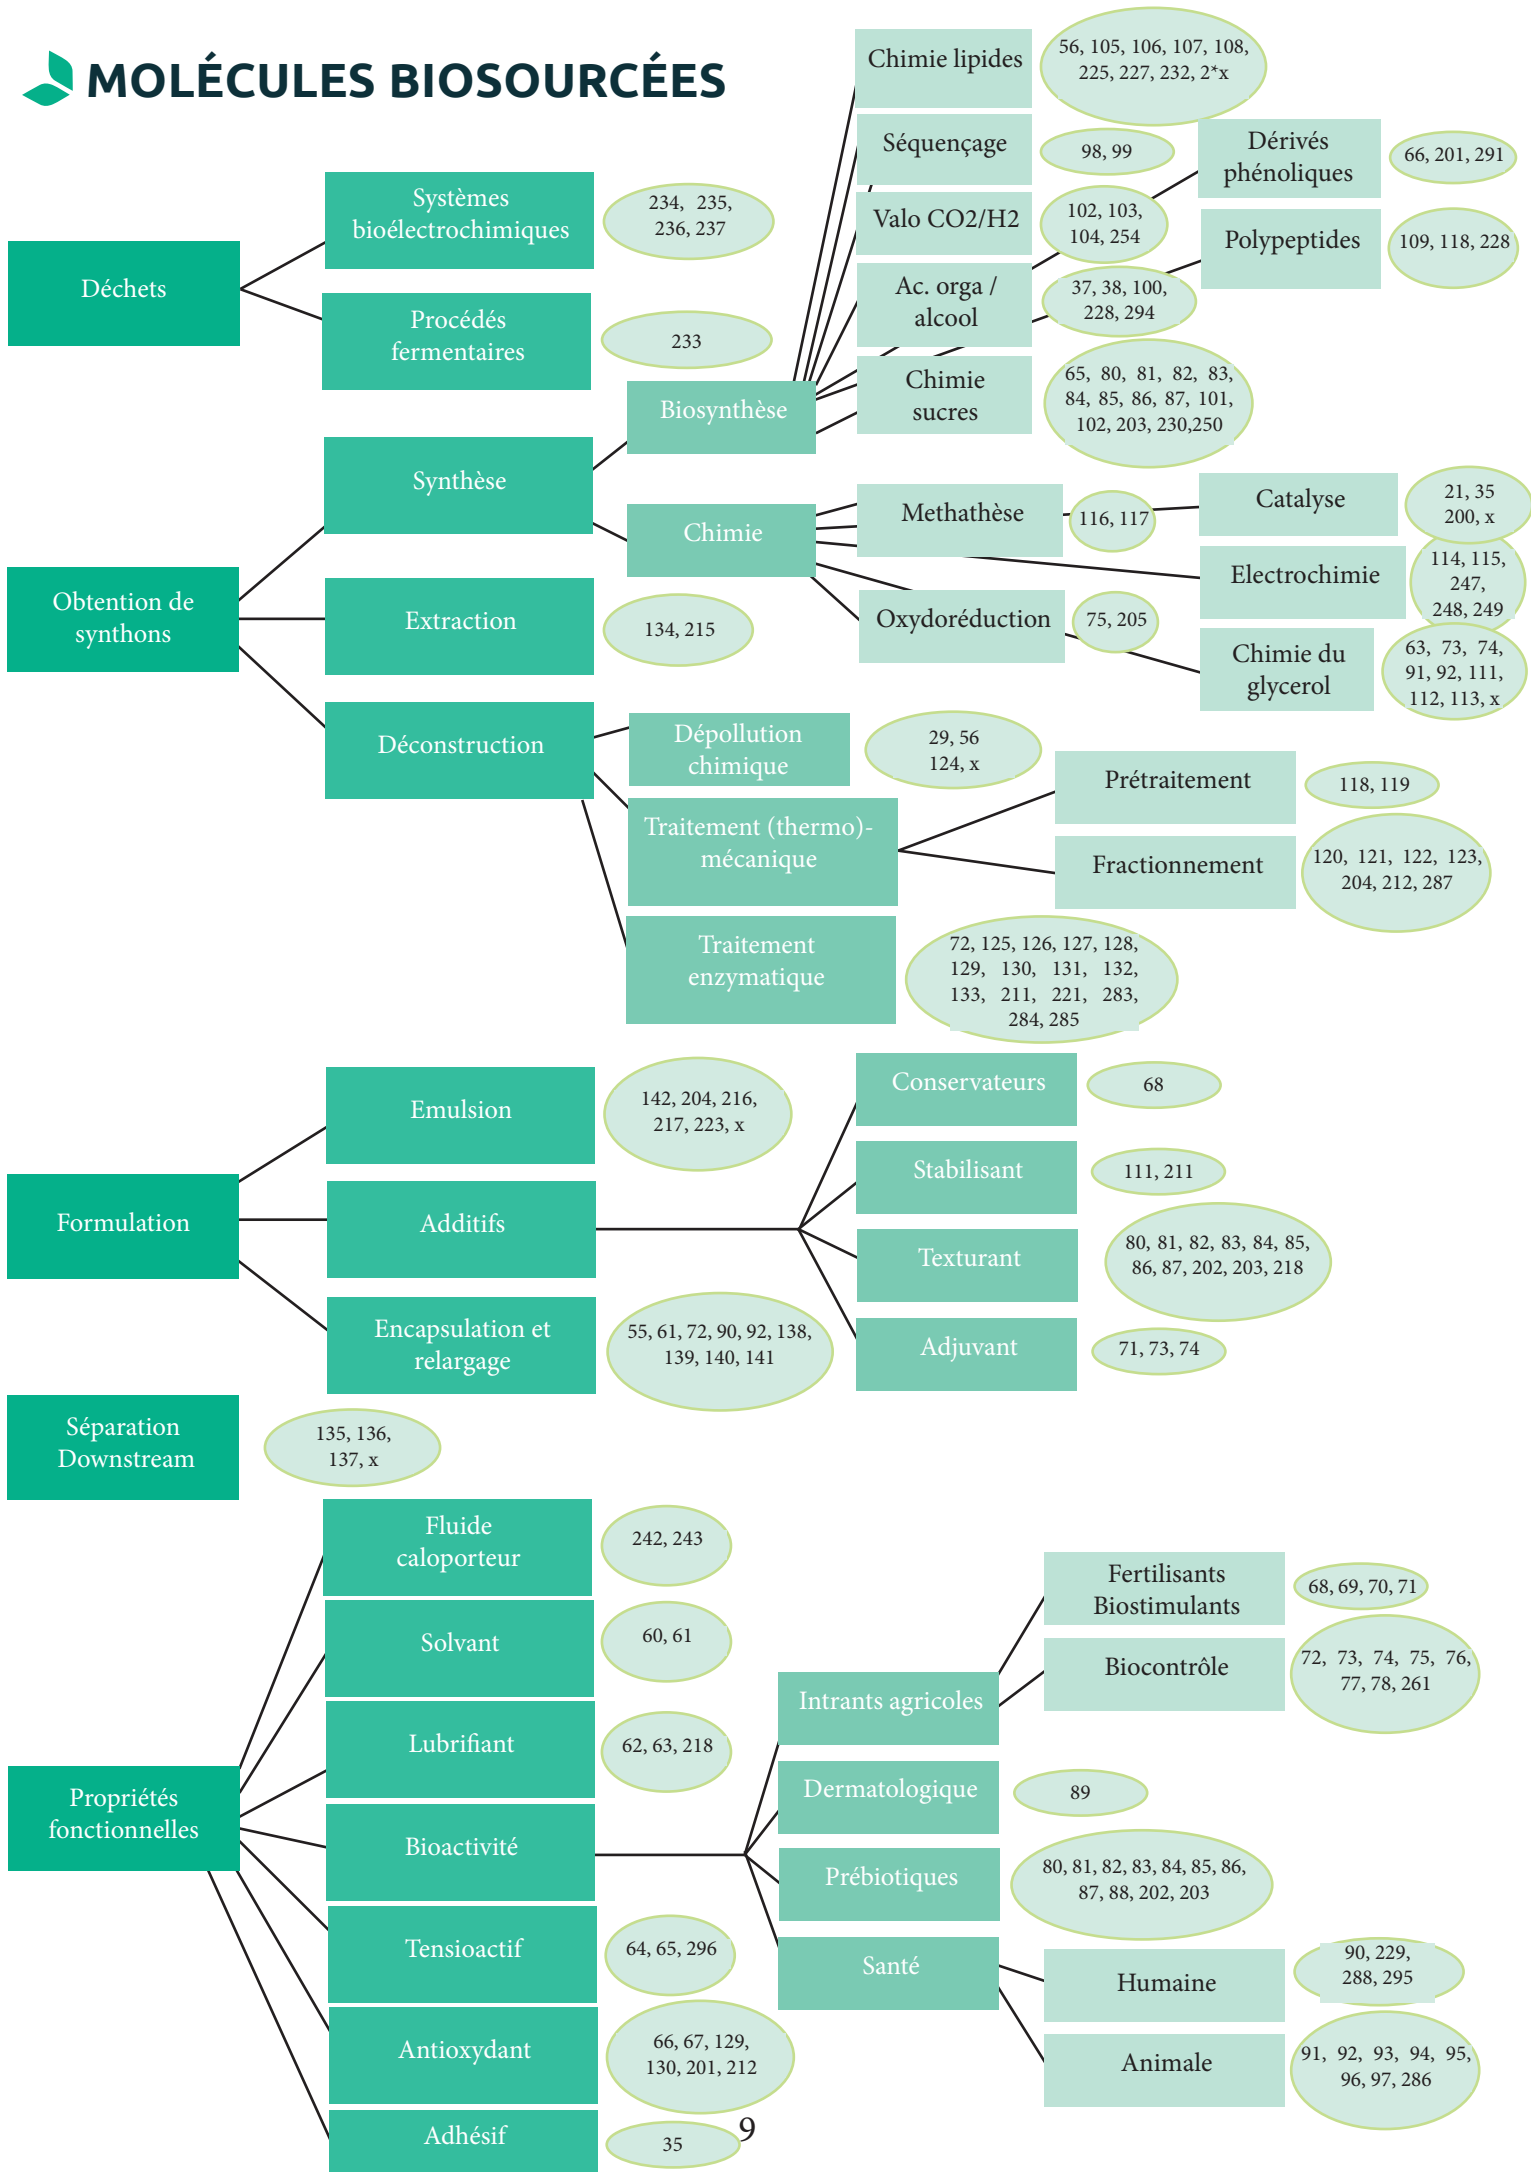 MOLÉCULES BIOSOURCÉES
Déchets
Systèmes
bioélectrochimiques
234, 235,
236, 237
Procédés
fermentaires
233
Obtention de
synthons
Synthèse
Biosynthèse
Chimie lipides
56, 105, 106, 107, 108,
225, 227, 232, 2*x
Séquençage
98, 99
Valo CO2/H2
102, 103,
104, 254
Ac. orga /
alcool
37, 38, 100,
228, 294
Chimie
sucres
65, 80, 81, 82, 83,
84, 85, 86, 87, 101,
102, 203, 230,250
Dérivés
phénoliques
66, 201, 291
Polypeptides
109, 118, 228
Chimie
Methathèse
116, 117
Oxydoréduction
75, 205
Catalyse
21, 35
200, x
Electrochimie
114, 115,
247,
248, 249
Chimie du
glycerol
63, 73, 74,
91, 92, 111,
112, 113, x
Extraction
134, 215
Déconstruction
Dépollution
chimique
29, 56
124, x
Traitement (thermo)-
mécanique
Prétraitement
118, 119
Fractionnement
120, 121, 122, 123,
204, 212, 287
Traitement
enzymatique
72, 125, 126, 127, 128,
129, 130, 131, 132,
133, 211, 221, 283,
284, 285
Formulation
Emulsion
142, 204, 216,
217, 223, x
Additifs
Conservateurs
68
Stabilisant
111, 211
Texturant
80, 81, 82, 83, 84, 85,
86, 87, 202, 203, 218
Adjuvant
71, 73, 74
Encapsulation et
relargage
55, 61, 72, 90, 92, 138,
139, 140, 141
Séparation
Downstream
135, 136,
137, x
Propriétés
fonctionnelles
Fluide
caloporteur
242, 243
Solvant
60, 61
Lubrifiant
62, 63, 218
Bioactivité
Intrants agricoles
Fertilisants
Biostimulants
68, 69, 70, 71
Biocontrôle
72, 73, 74, 75, 76,
77, 78, 261
Dermatologique
89
Prébiotiques
80, 81, 82, 83, 84, 85, 86,
87, 88, 202, 203
Santé
Humaine
90, 229,
288, 295
Animale
91, 92, 93, 94, 95,
96, 97, 286
Tensioactif
64, 65, 296
Antioxydant
66, 67, 129,
130, 201, 212
Adhésif
35
9